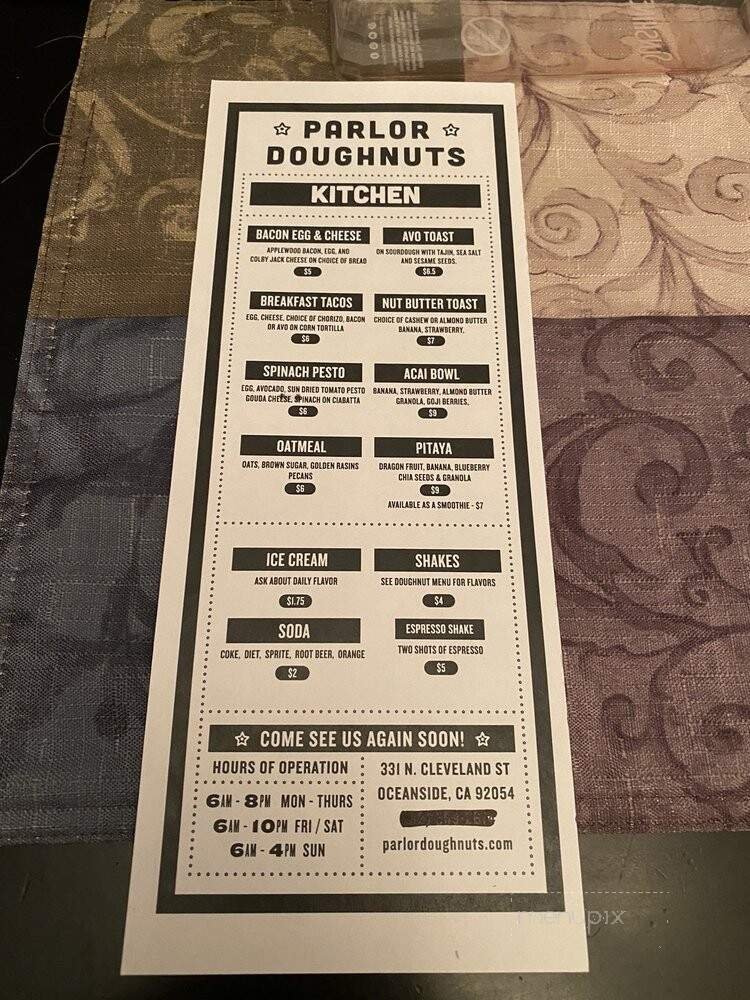 PARLOR
DOUGHNUTS
KITCHEN
BACON EGG & CHEESE
APPLEWOOD BACON, EGG, AND
COLBY JACK CHEESE ON CHOICE OF BREAD
$5
AVO TOAST
ON SOURDOUGH WITH TAJIN, SEA SALT
AND SESAME SEEDS.
$6.5
BREAKFAST TACOS
EGG, CHEESE, CHOICE OF CHORIZO, BACON
OR AVO ON CORN TORTILLA
$6
NUT BUTTER TOAST
CHOICE OF CASHEW OR ALMOND BUTTER
BANANA, STRAWBERRY.
$7
SPINACH PESTO
EGG, AVOCADO, SUN DRIED TOMATO PESTO
GOUDA CHEESE, SPINACH ON CIABATTA
$6
ACAI BOWL
BANANA, STRAWBERRY, ALMOND BUTTER
GRANOLA, GOJI BERRIES.
$9
OATMEAL
OATS, BROWN SUGAR, GOLDEN RASINS
PECANS
$6
PITAYA
DRAGON FRUIT, BANANA, BLUEBERRY
CHIA SEEDS & GRANOLA
$9
AVAILABLE AS A SMOOTHIE - $7
ICE CREAM
ASK ABOUT DAILY FLAVOR
$1.75
SHAKES
SEE DOUGHNUT MENU FOR FLAVORS
$4
SODA
COKE, DIET, SPRITE, ROOT BEER, ORANGE
$2
ESPRESSO SHAKE
TWO SHOTS OF ESPRESSO
$5
COME SEE US AGAIN SOON!
HOURS OF OPERATION
6AM - 8PM MON - THURS
6AM - 10PM FRI / SAT
6AM - 4PM SUN
331 N. CLEVELAND ST
OCEANSIDE, CA 92054
parlordoughnuts.com
menupix